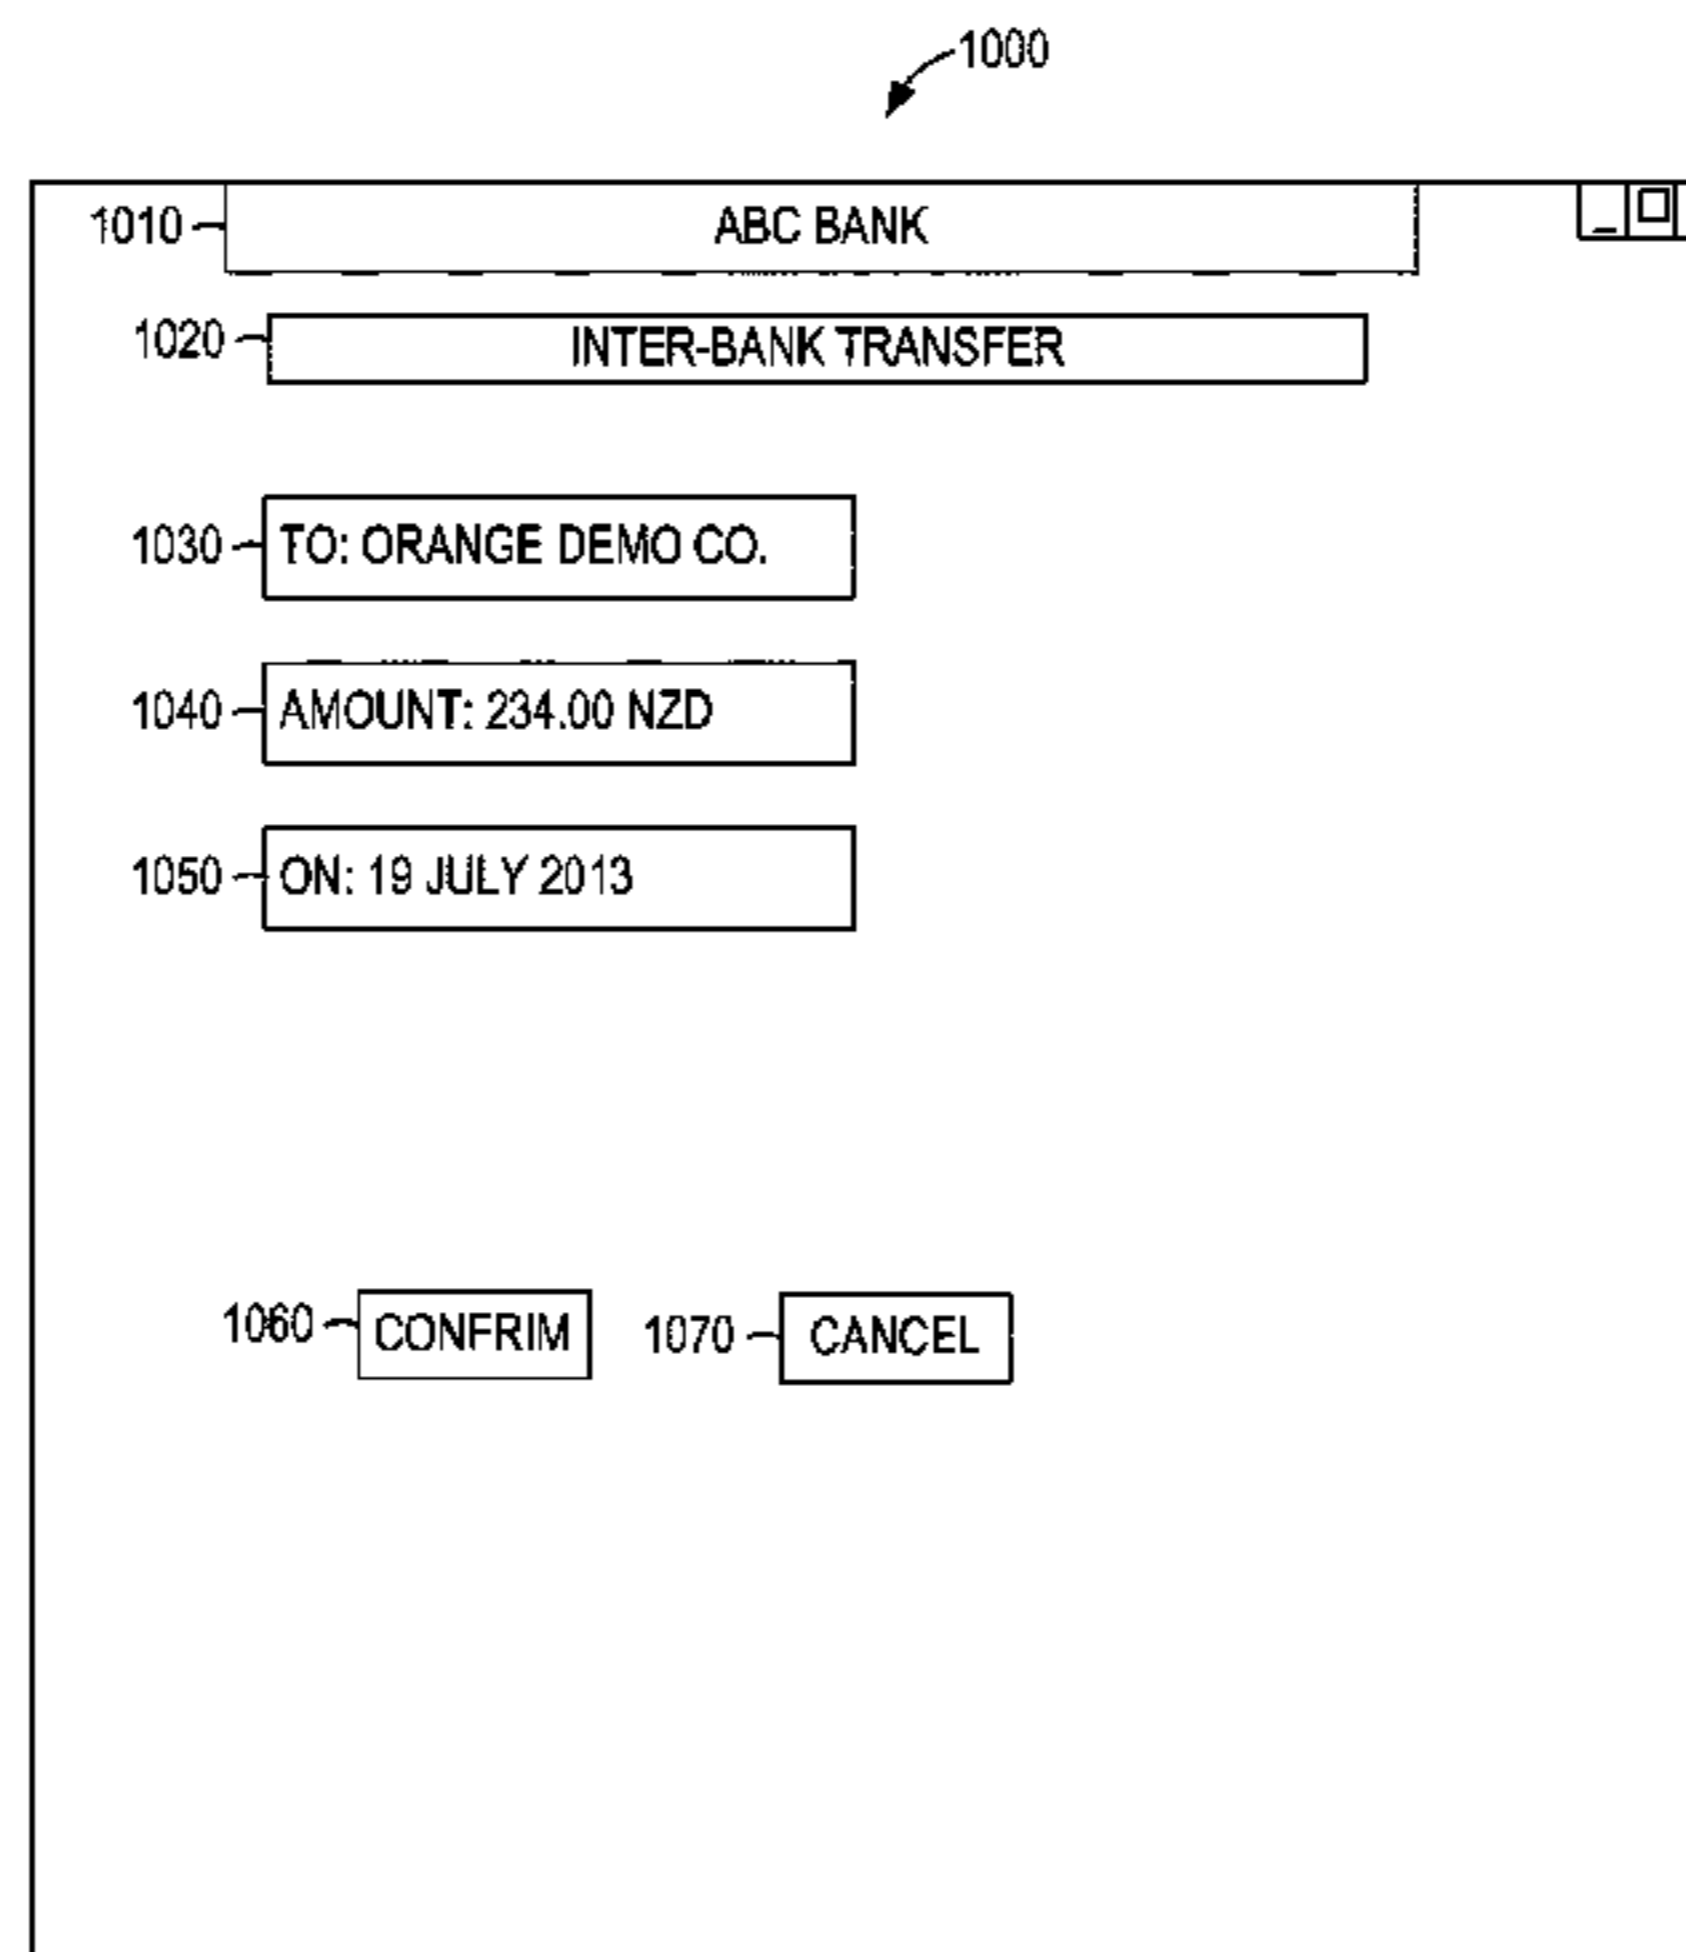 1000
1010 ABC BANK
1020 INTER-BANK TRANSFER
1030 TO: ORANGE DEMO CO.
1040 AMOUNT: 234.00 NZD
1050 ON: 19 JULY 2013
1060 CONFRIM 1070 CANCEL